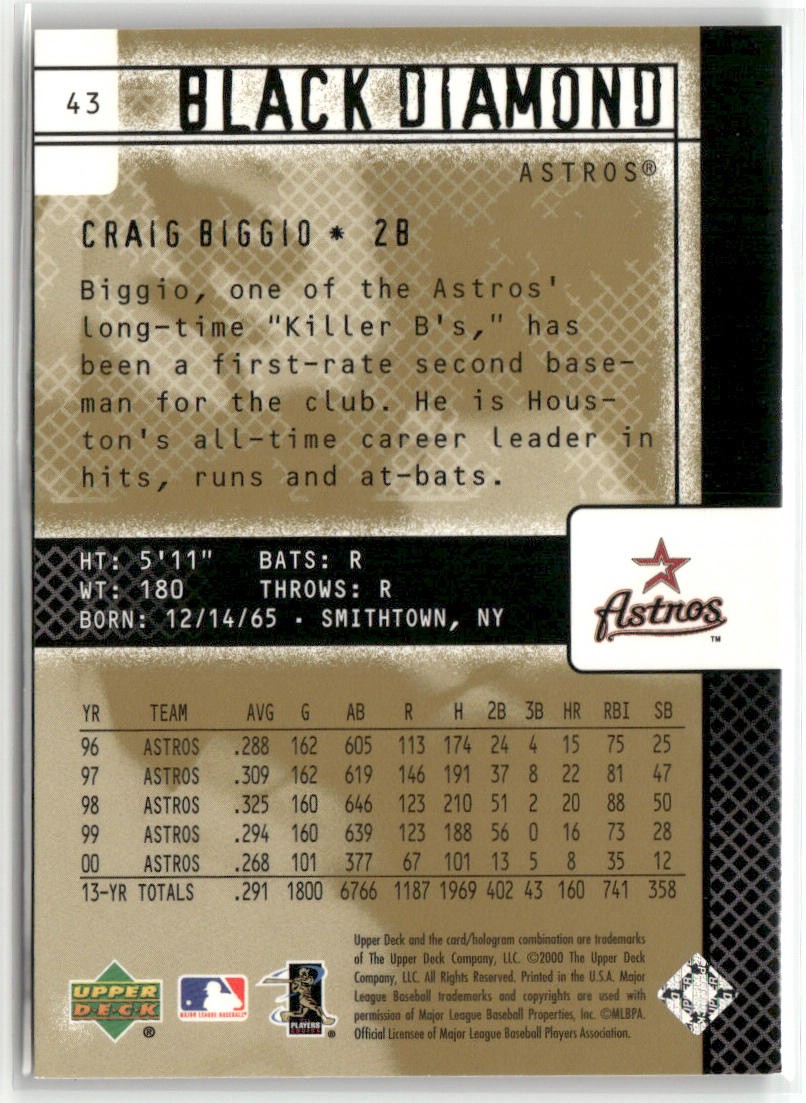 43
BLACK DIAMOND
ASTROS®
CRAIG BIGGIO * 2B
Biggio, one of the Astros'
long-time "Killer B's," has
been a first-rate second base-
man for the club. He is Hous-
ton's all-time career leader in
hits, runs and at-bats.
HT: 5'11" BATS: R
WT: 180 THROWS: R
BORN: 12/14/65 · SMITHTOWN, NY
Astros
TM
YR TEAM AVG G AB R H 2B 3B HR RBI SB
96 ASTROS .288 162 605 113 174 24 4 15 75 25
97 ASTROS .309 162 619 146 191 37 8 22 81 47
98 ASTROS .325 160 646 123 210 51 2 20 88 50
99 ASTROS .294 160 639 123 188 56 0 16 73 28
00 ASTROS .268 101 377 67 101 13 5 8 35 12
13-YR TOTALS .291 1800 6766 1187 1969 402 43 160 741 358
Upper Deck and the card/hologram combination are trademarks
of The Upper Deck Company, LLC. ©2000 The Upper Deck
Company, LLC. All Rights Reserved. Printed in the U.S.A. Major
League Baseball trademarks and copyrights are used with
permission of Major League Baseball Properties, Inc. ©MLBPA.
Official Licensee of Major League Baseball Players Association.
UPPER
DECK
®
MAJOR LEAGUE BASEBALL
PLAYERS
CHOICE
®